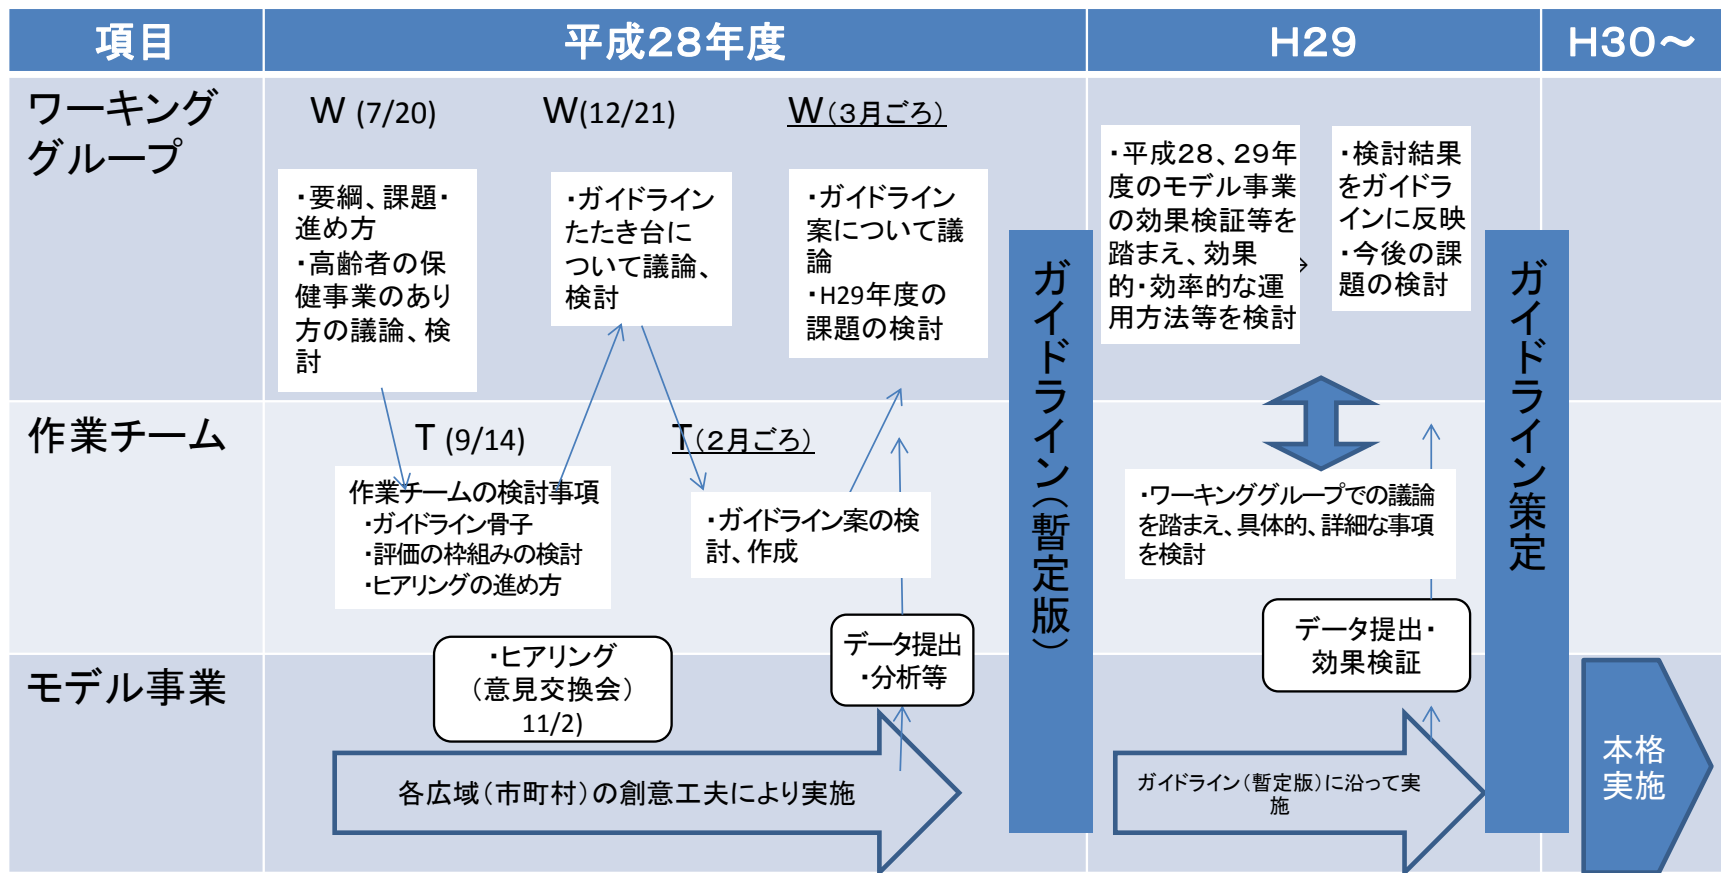 項目
平成28年度
H29
H30～
ワーキング
グループ
W (7/20)
W(12/21)
W(3月ごろ)
・要綱、課題・
進め方
・高齢者の保
健事業のあり
方の議論、検
討
・ガイドライン
たたき台に
ついて議論、
検討
・ガイドライン
案について議
論
・H29年度の
課題の検討
・平成28、29年
度のモデル事業
の効果検証等を
踏まえ、効果
的・効率的な運
用方法等を検討
・検討結果
をガイドラ
インに反映
・今後の課
題の検討
ガイドライン(暫定版)
ガイドライン策定
作業チーム
T (9/14)
T(2月ごろ)
作業チームの検討事項
・ガイドライン骨子
・評価の枠組みの検討
・ヒアリングの進め方
・ガイドライン案の検
討、作成
・ワーキンググループでの議論
を踏まえ、具体的、詳細な事項
を検討
モデル事業
・ヒアリング
(意見交換会)
11/2)
データ提出
・分析等
データ提出・
効果検証
各広域(市町村)の創意工夫により実施
ガイドライン(暫定版)に沿って実
施
本格
実施